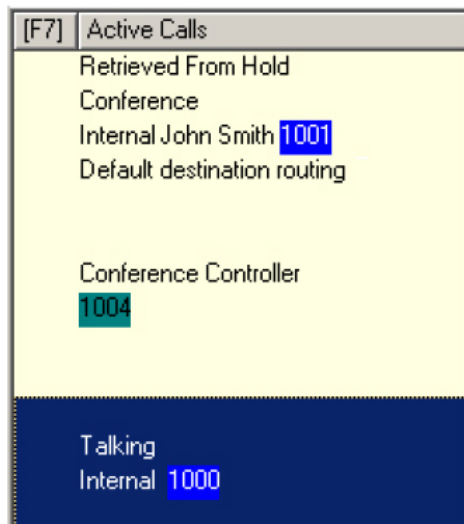 [F7] Active Calls
Retrieved From Hold
Conference
Internal John Smith 1001
Default destination routing
Conference Controller
1004
Talking
Internal 1000